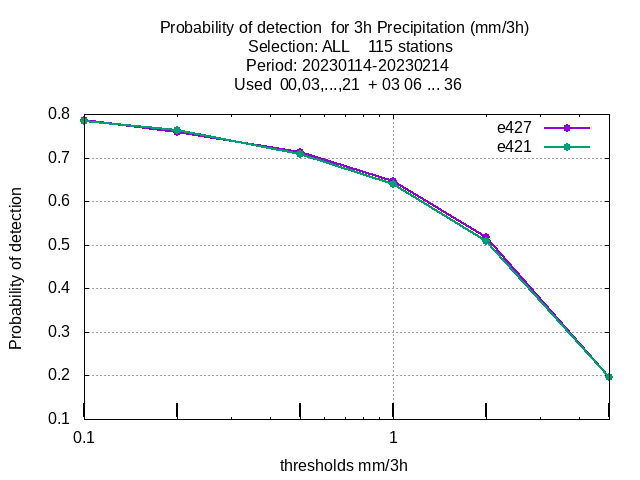 Probability of detection  for 3h Precipitation (mm/3h)
Selection: ALL    115 stations
Period: 20230114-20230214
Used  00,03,...,21  + 03 06 ... 36
e427
e421
Probability of detection
0.8
0.7
0.6
0.5
0.4
0.3
0.2
0.1
0.1
1
thresholds mm/3h